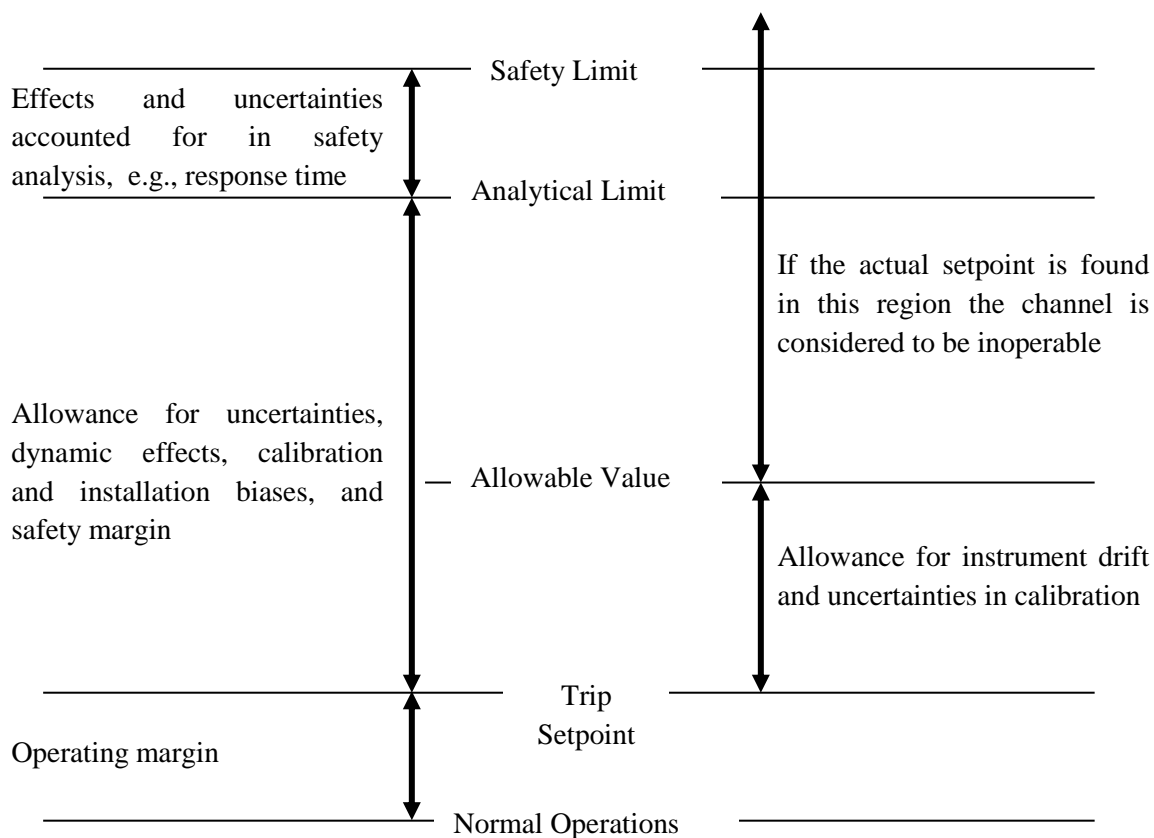 Safety Limit
Effects and uncertainties
accounted for in safety
analysis, e.g., response time
Analytical Limit
If the actual setpoint is found
in this region the channel is
considered to be inoperable
Allowance for uncertainties,
dynamic effects, calibration
and installation biases, and
safety margin
Allowable Value
Allowance for instrument drift
and uncertainties in calibration
Trip
Setpoint
Operating margin
Normal Operations